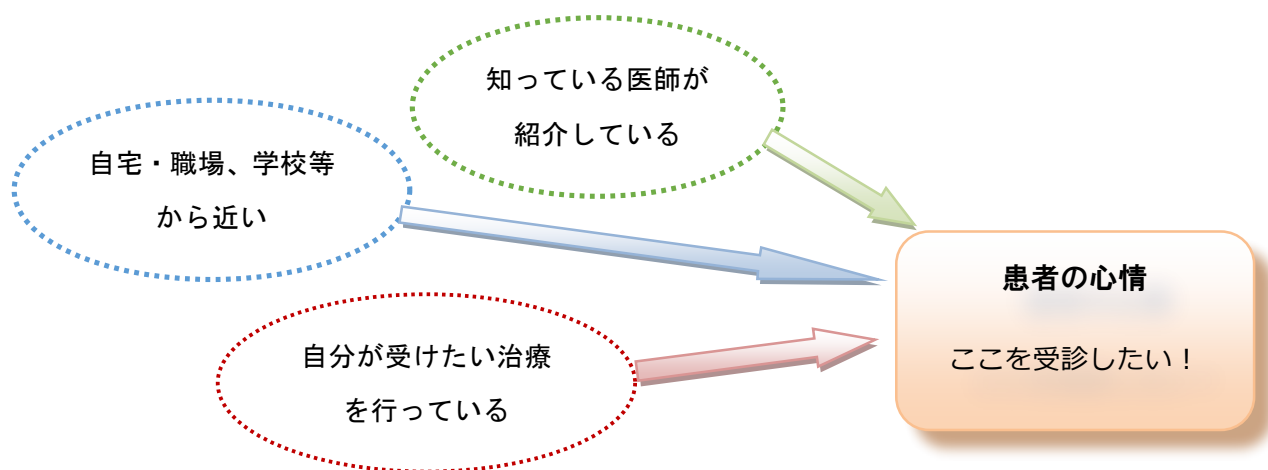 知っている医師が
紹介している
自宅・職場、学校等
から近い
患者の心情
ここを受診したい！
自分が受けたい治療
を行っている